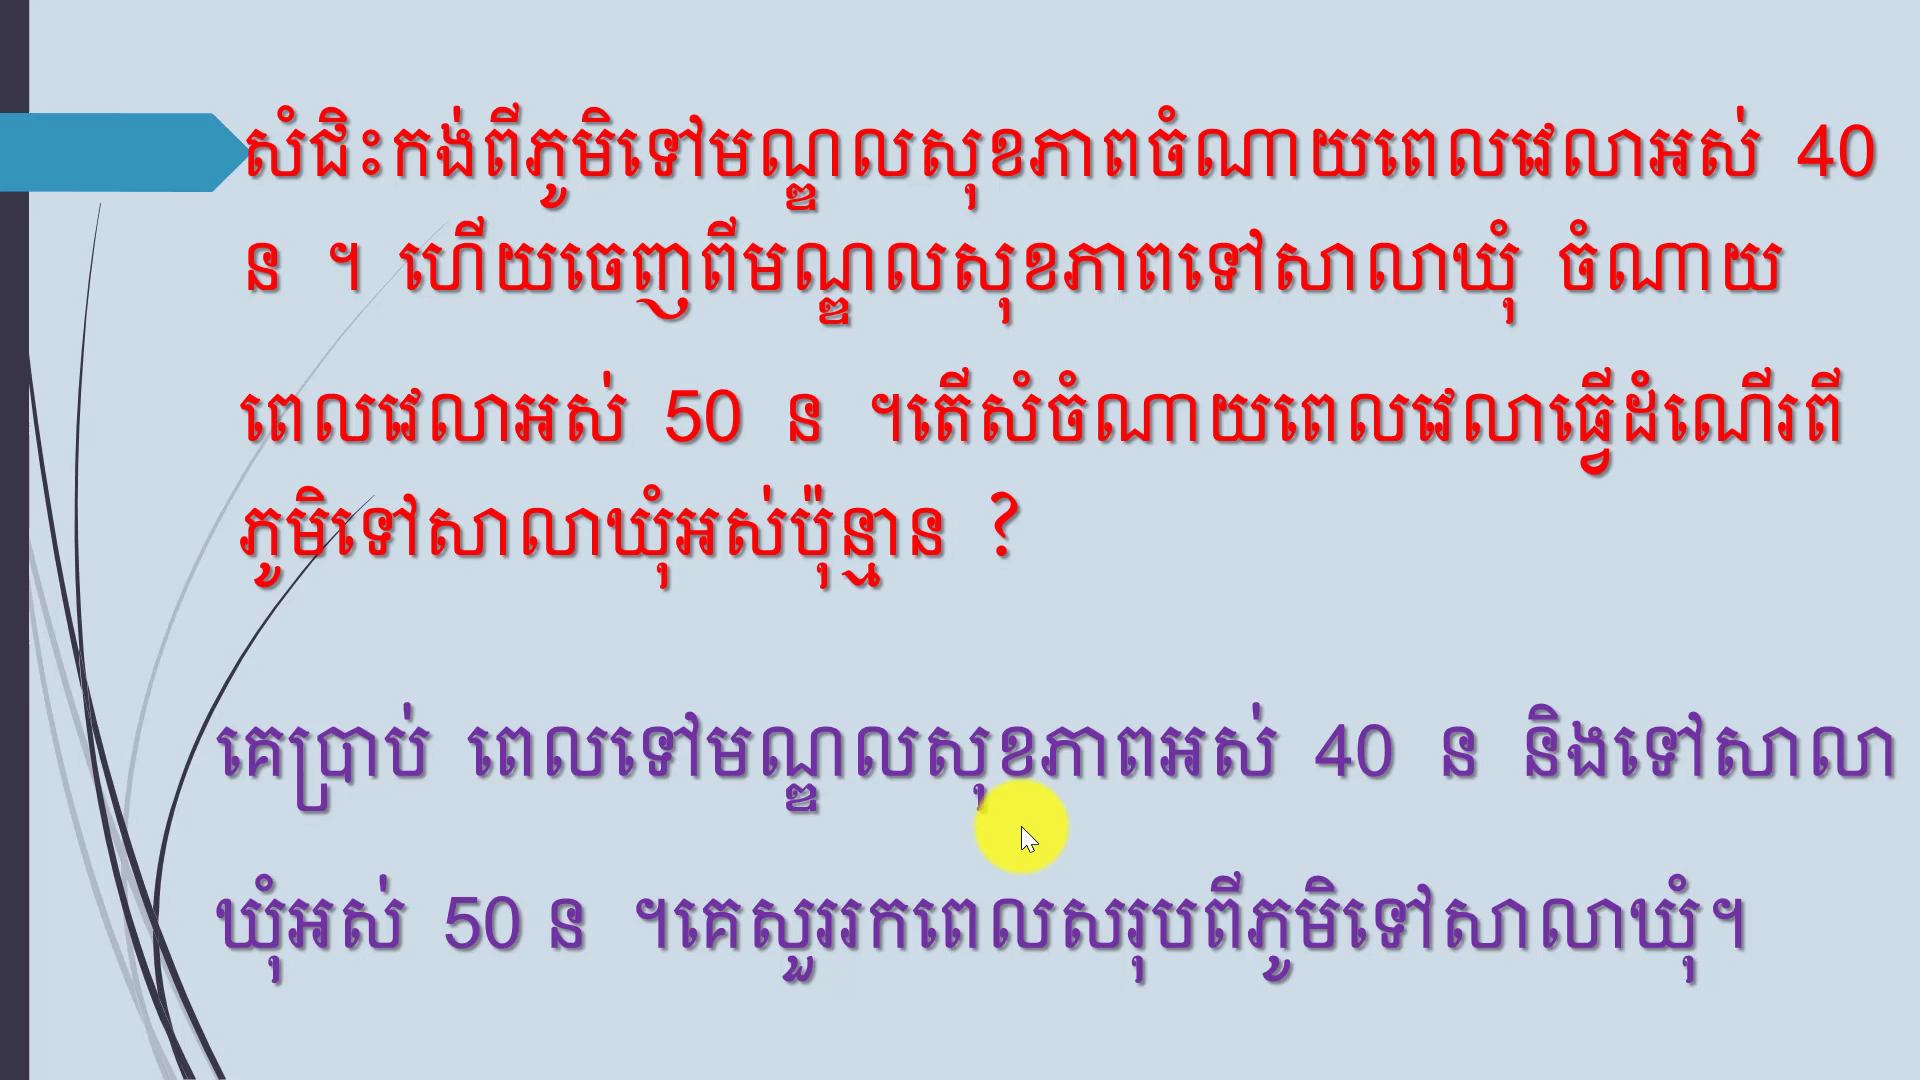 សំជិះកង់ពីភូមិទៅមណ្ឌលសុខភាពចំណាយពេលវេលាអស់ 40
ន ។ ហើយចេញពីមណ្ឌលសុខភាពទៅសាលាឃុំ ចំណាយ
ពេលវេលាអស់ 50 ន ។តើសំចំណាយពេលវេលាធ្វើដំណើរពី
ភូមិទៅសាលាឃុំអស់ប៉ុន្មាន ?
គេប្រាប់ ពេលទៅមណ្ឌលសុខភាពអស់ 40 ន និងទៅសាលា
ឃុំអស់ 50 ន ។គេសួររកពេលសរុបពីភូមិទៅសាលាឃុំ។